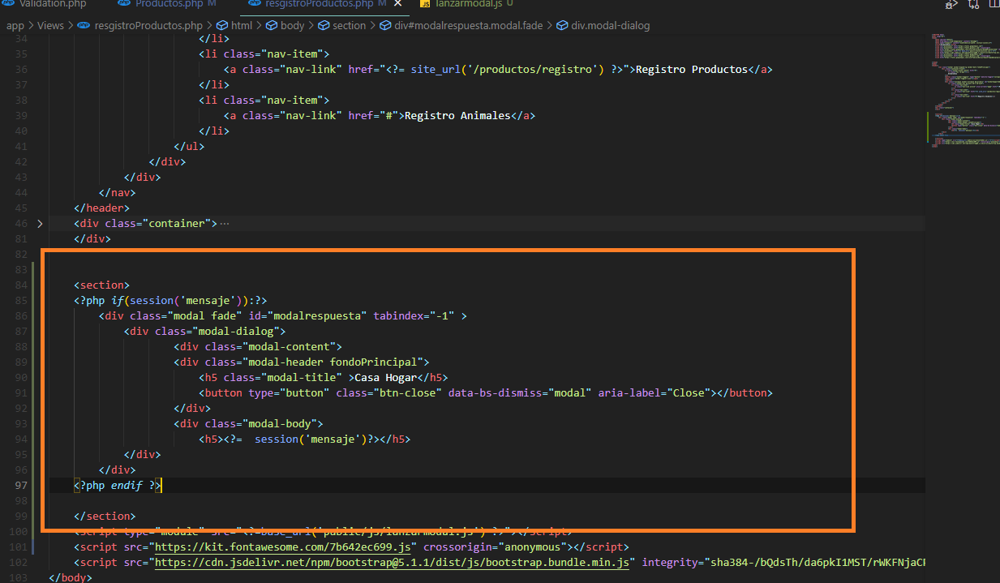 Validation.php
Productos.php M
resgistroProductos.php M
lanzarmodal.js U
app > Views > resgistroProductos.php > html > body > section > div#modalrespuesta.modal.fade > div.modal-dialog
34 </li>
35 <li class="nav-item">
36 <a class="nav-link" href="<?= site_url('/productos/registro') ?>">Registro Productos</a>
37 </li>
38 <li class="nav-item">
39 <a class="nav-link" href="#">Registro Animales</a>
40 </li>
41 </ul>
42 </div>
43 </div>
44 </nav>
45 </header>
46 <div class="container">…
81 </div>
82
83
84 <section>
85 <?php if(session('mensaje')):?>
86 <div class="modal fade" id="modalrespuesta" tabindex="-1" >
87 <div class="modal-dialog">
88 <div class="modal-content">
89 <div class="modal-header fondoPrincipal">
90 <h5 class="modal-title" >Casa Hogar</h5>
91 <button type="button" class="btn-close" data-bs-dismiss="modal" aria-label="Close"></button>
92 </div>
93 <div class="modal-body">
94 <h5><?=  session('mensaje')?></h5>
95 </div>
96 </div>
97 <?php endif ?>
98
99 </section>
100 <script type="module" src="<?=base_url('public/js/lanzarmodal.js') ?>"></script>
101 <script src="https://kit.fontawesome.com/7b642ec699.js" crossorigin="anonymous"></script>
102 <script src="https://cdn.jsdelivr.net/npm/bootstrap@5.1.1/dist/js/bootstrap.bundle.min.js" integrity="sha384-/bQdsTh/da6pkI1MST/rWKFNjaCP
103 </body>